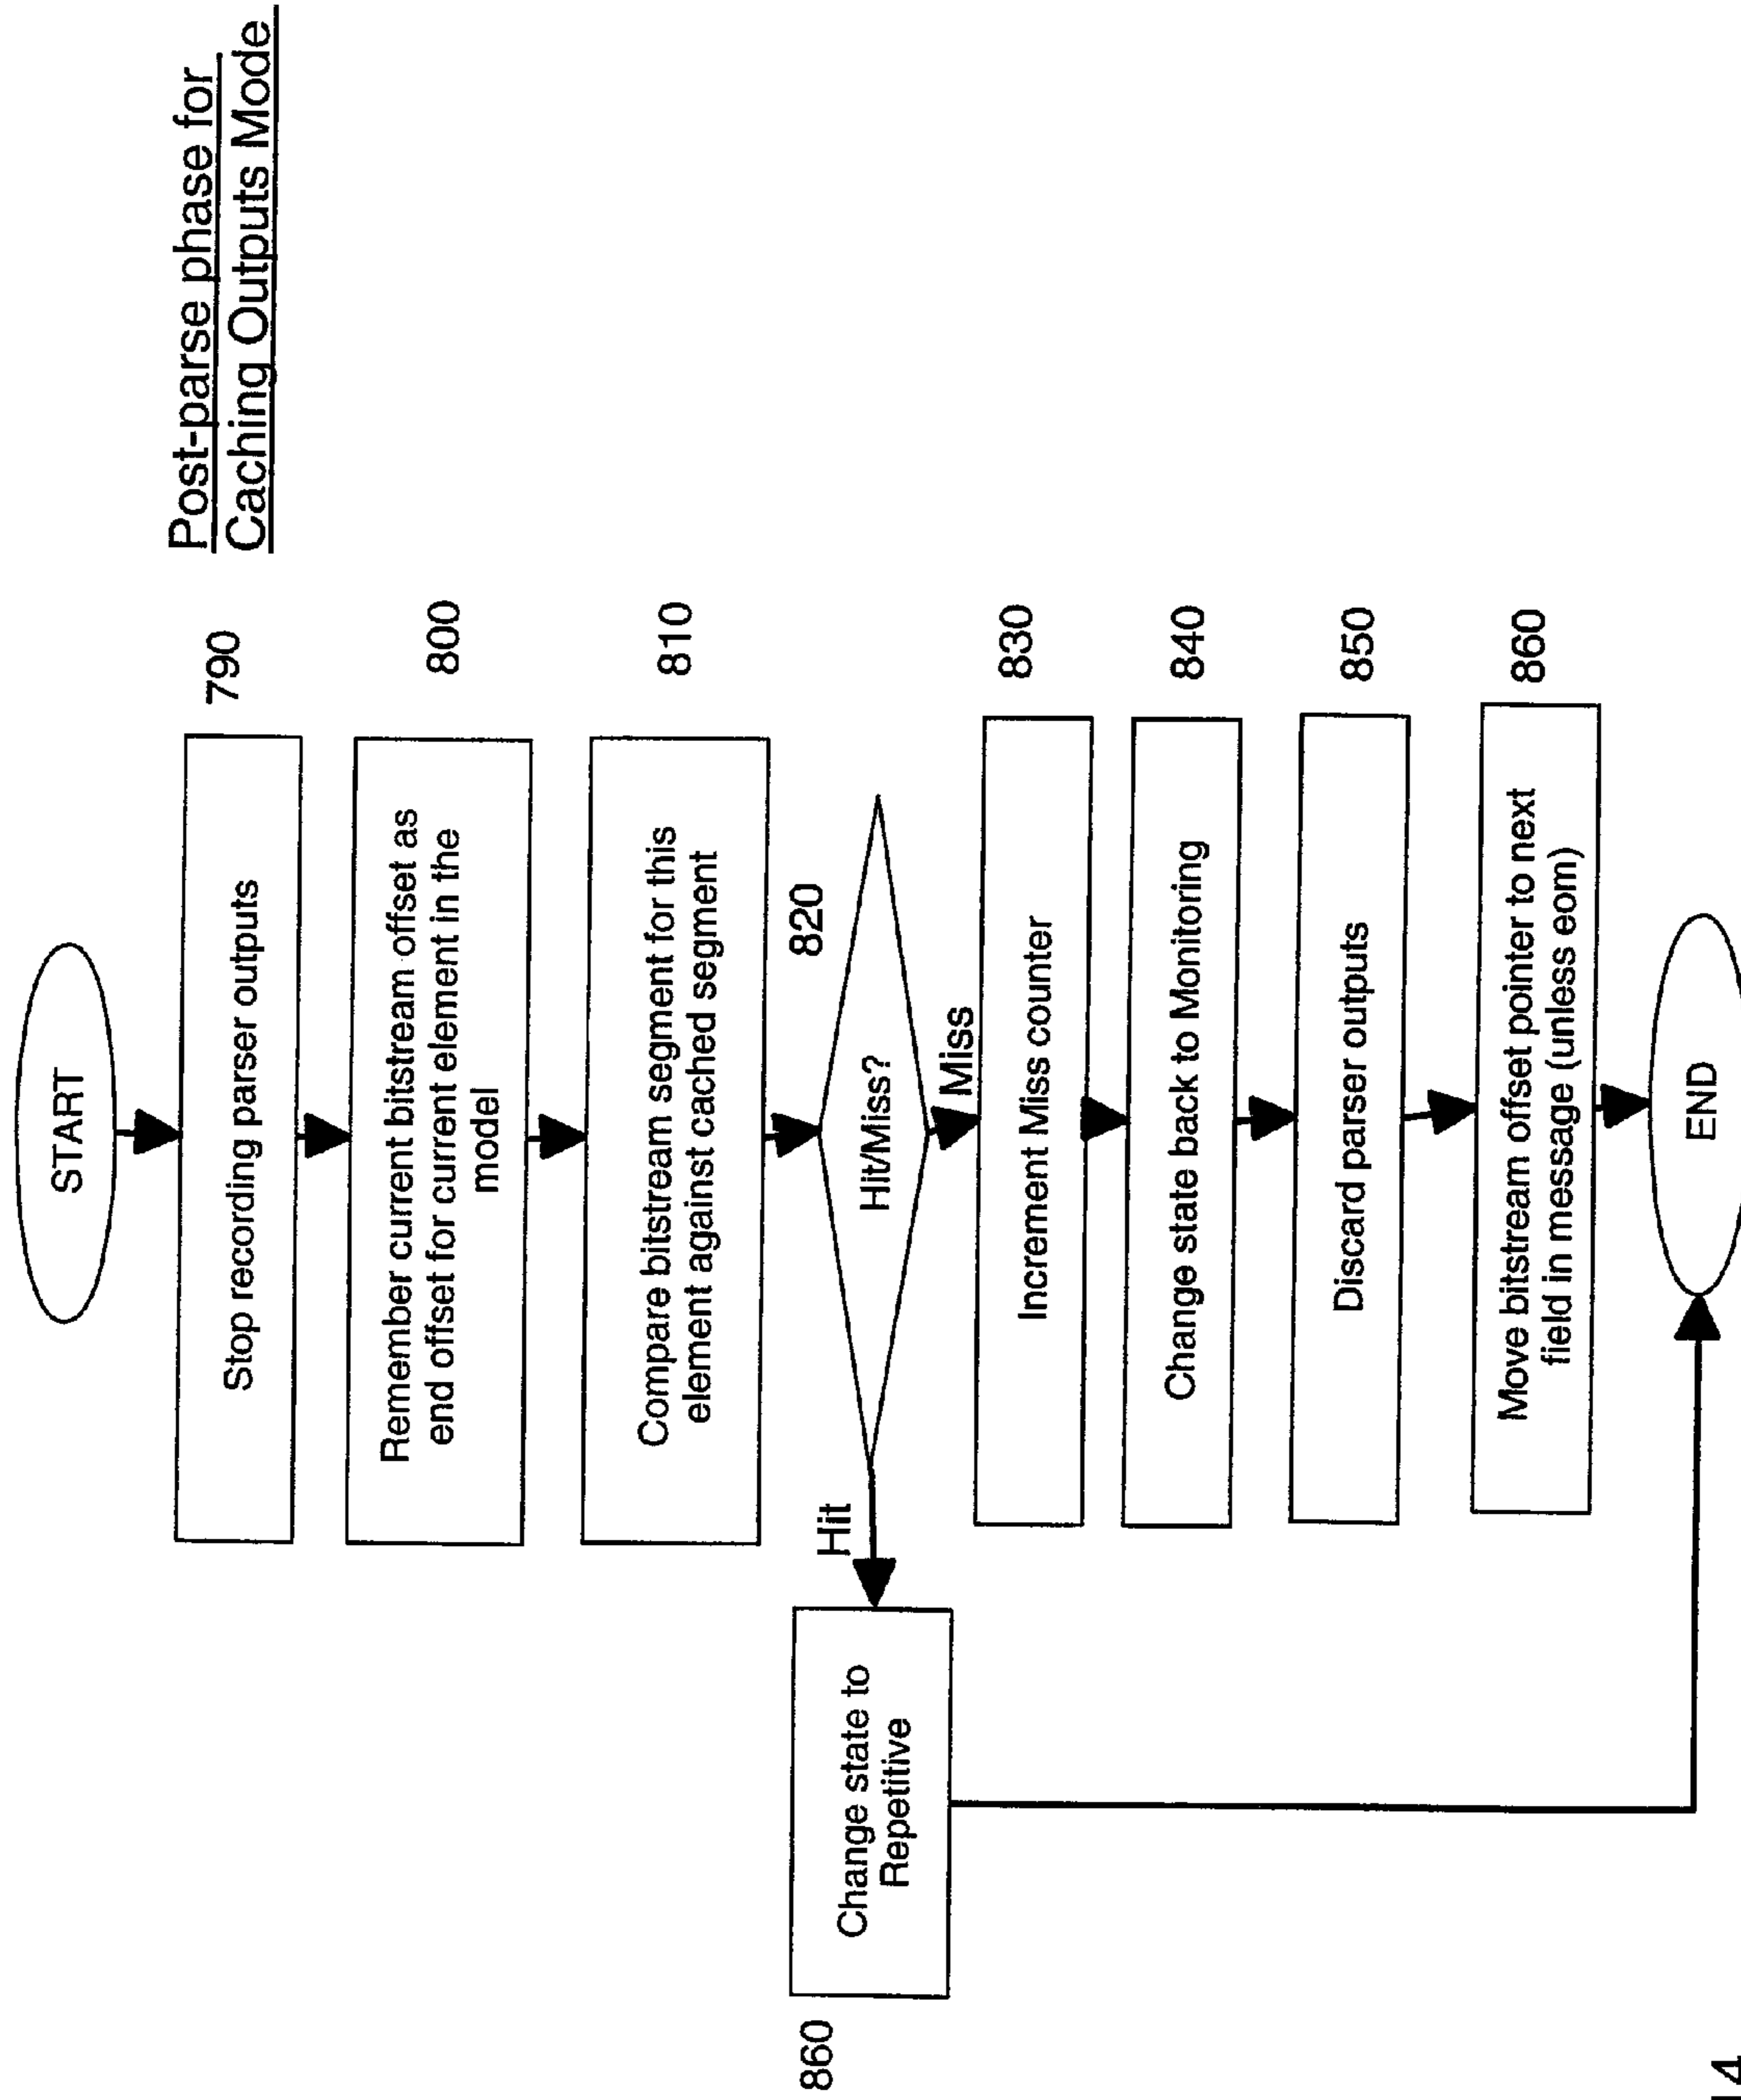 Post-parse phase for
Caching Outputs Mode
START
Stop recording parser outputs
790
Remember current bitstream offset as
end offset for current element in the
model
800
Compare bitstream segment for this
element against cached segment
810
820
Hit/Miss?
Hit
Miss
860
Change state to
Repetitive
Increment Miss counter
830
Change state back to Monitoring
840
Discard parser outputs
850
Move bitstream offset pointer to next
field in message (unless eom)
860
END
14